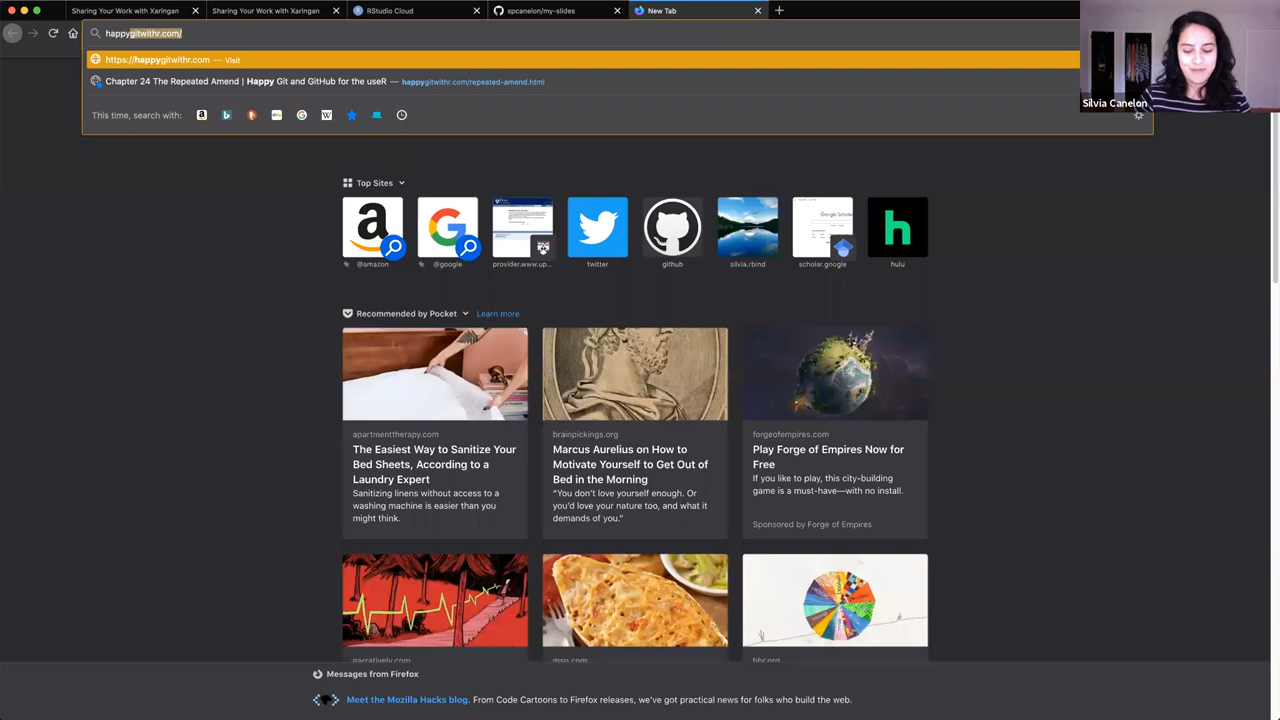 Sharing Your Work with Xaringan
Sharing Your Work with Xaringan
RStudio Cloud
spcanelon/my-slides
New Tab
happygitwithr.com/
https://happygitwithr.com — Visit
Chapter 24 The Repeated Amend | Happy Git and GitHub for the useR — happygitwithr.com/repeated-amend.html
This time, search with:
Silvia Canelón
Top Sites
@amazon
@google
provider.www.up...
twitter
github
silvia.rbind
scholar.google
hulu
Google Scholar
Recommended by Pocket
Learn more
apartmenttherapy.com
The Easiest Way to Sanitize Your
Bed Sheets, According to a
Laundry Expert
Sanitizing linens without access to a
washing machine is easier than you
might think.
brainpickings.org
Marcus Aurelius on How to
Motivate Yourself to Get Out of
Bed in the Morning
“You don’t love yourself enough. Or
you’d love your nature too, and what it
demands of you.”
forgeofempires.com
Play Forge of Empires Now for
Free
If you like to play, this city-building
game is a must-have—with no install.
Sponsored by Forge of Empires
narratively.com
msn.com
hbr.org
Messages from Firefox
Meet the Mozilla Hacks blog. From Code Cartoons to Firefox releases, we’ve got practical news for folks who build the web.